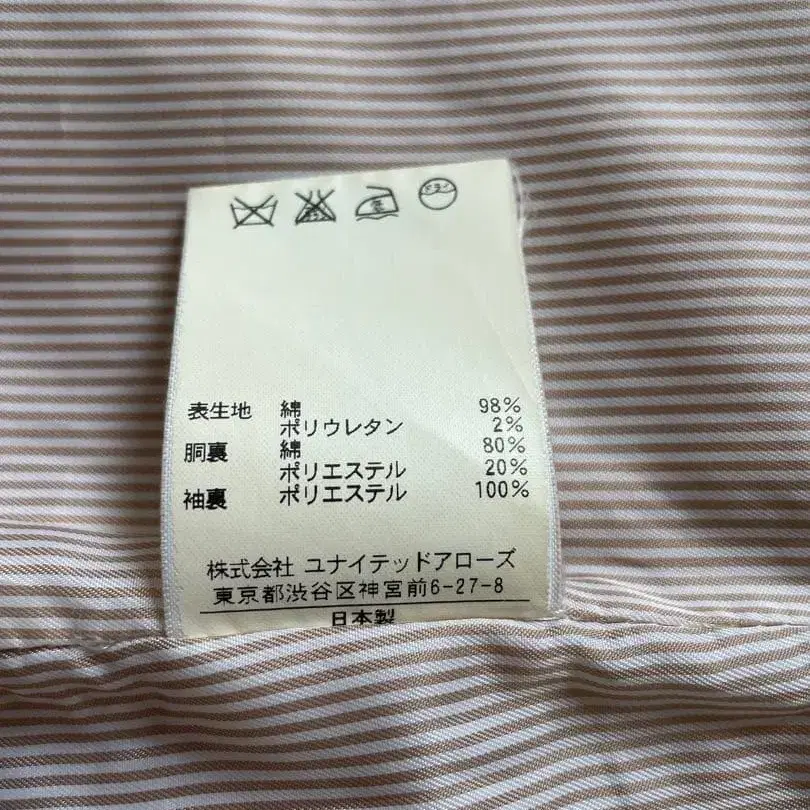 ドライ
表生地 綿 98%
ポリウレタン 2%
胴裏 綿 80%
ポリエステル 20%
袖裏 ポリエステル 100%
株式会社 ユナイテッドアローズ
東京都渋谷区神宮前6-27-8
日本製